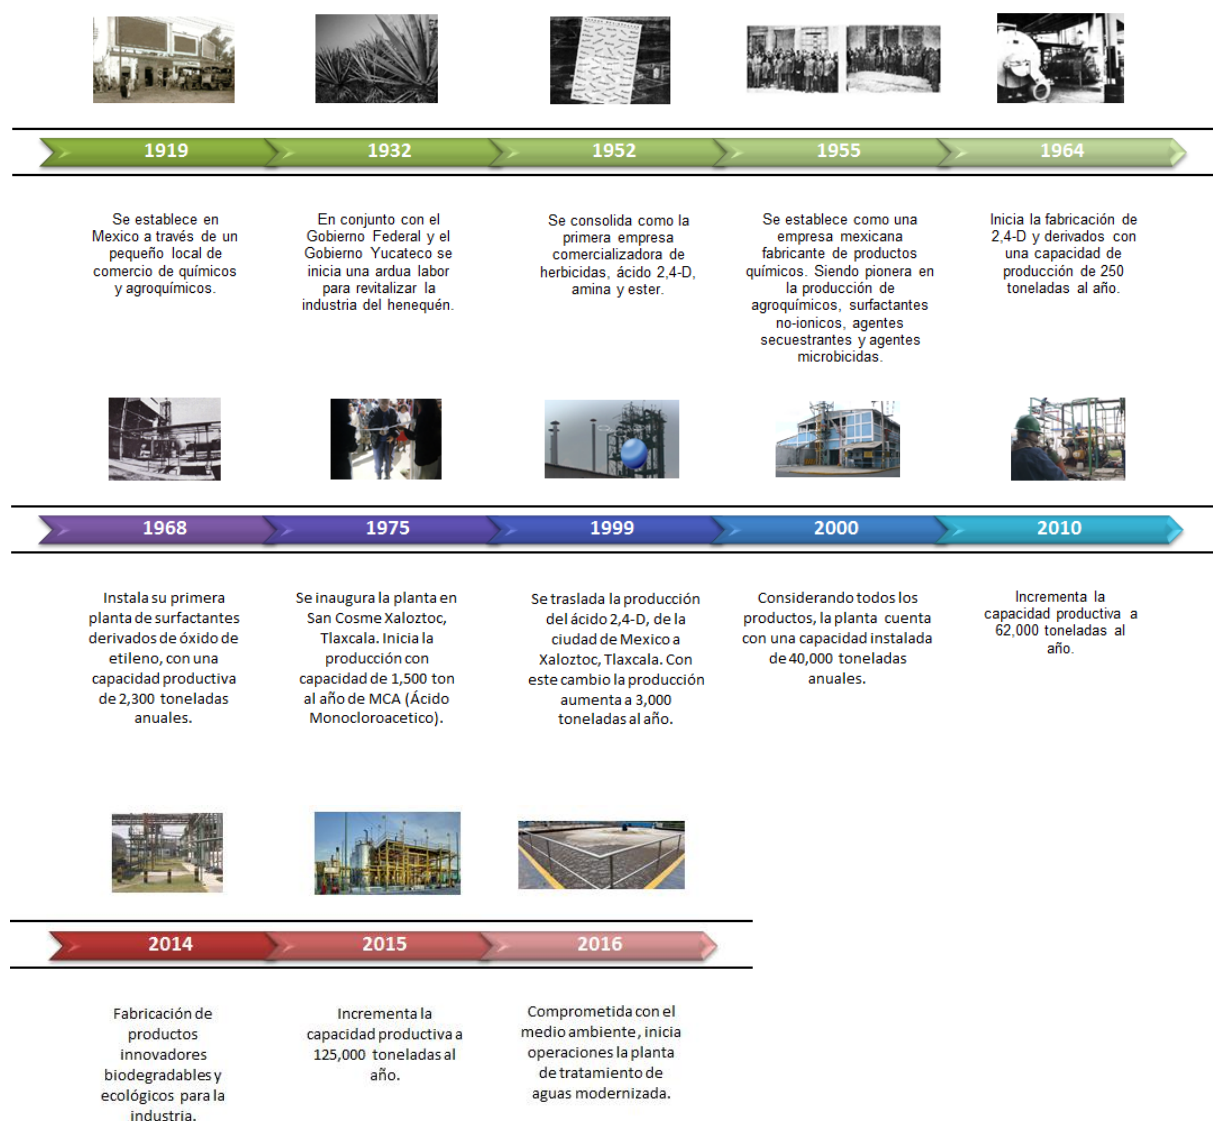 1919
1932
1952
1955
1964
Se establece en
Mexico a través de un
pequeño local de
comercio de químicos
y agroquímicos.
En conjunto con el
Gobierno Federal y el
Gobierno Yucateco se
inicia una ardua labor
para revitalizar la
industria del henequén.
Se consolida como la
primera empresa
comercializadora de
herbicidas, ácido 2,4-D,
amina y ester.
Se establece como una
empresa mexicana
fabricante de productos
químicos. Siendo pionera en
la producción de
agroquímicos, surfactantes
no-ionicos, agentes
secuestrantes y agentes
microbicidas.
Inicia la fabricación de
2,4-D y derivados con
una capacidad de
producción de 250
toneladas al año.
1968
1975
1999
2000
2010
Instala su primera
planta de surfactantes
derivados de óxido de
etileno, con una
capacidad productiva
de 2,300 toneladas
anuales.
Se inaugura la planta en
San Cosme Xaloztoc,
Tlaxcala. Inicia la
producción con
capacidad de 1,500 ton
al año de MCA (Ácido
Monocloroacetico).
Se traslada la producción
del ácido 2,4-D, de la
ciudad de Mexico a
Xaloztoc, Tlaxcala. Con
este cambio la producción
aumenta a 3,000
toneladas al año.
Considerando todos los
productos, la planta cuenta
con una capacidad instalada
de 40,000 toneladas
anuales.
Incrementa la
capacidad productiva a
62,000 toneladas al
año.
2014
2015
2016
Fabricación de
productos
innovadores
biodegradables y
ecológicos para la
industria.
Incrementa la
capacidad productiva a
125,000 toneladas al
año.
Comprometida con el
medio ambiente, inicia
operaciones la planta
de tratamiento de
aguas modernizada.